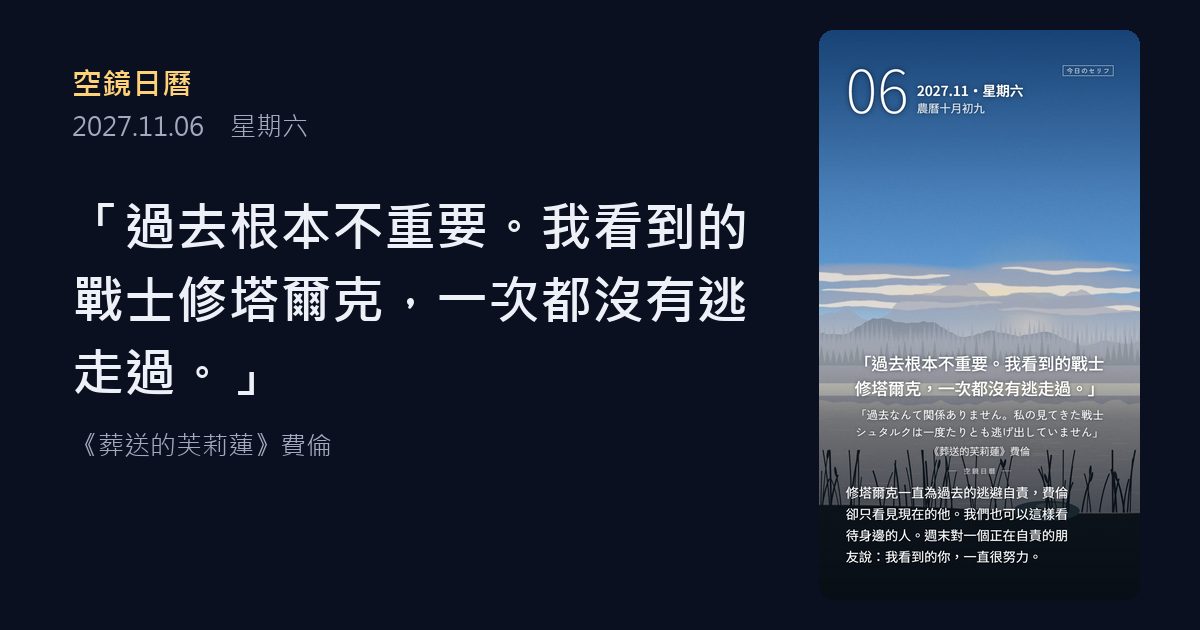 空鏡日曆
2027.11.06 星期六
「過去根本不重要。我看到的
戰士修塔爾克，一次都沒有逃
走過。」
《葬送的芙莉蓮》費倫
06
2027.11・星期六
農曆十月初九
今日のセリフ
「過去根本不重要。我看到的戰士
修塔爾克，一次都沒有逃走過。」
「過去なんて関係ありません。私の見てきた戦士
シュタルクは一度たりとも逃げ出していません」
《葬送的芙莉蓮》費倫
— 空鏡日曆 —
修塔爾克一直為過去的逃避自責，費倫
卻只看見現在的他。我們也可以這樣看
待身邊的人。週末對一個正在自責的朋
友說：我看到的你，一直很努力。